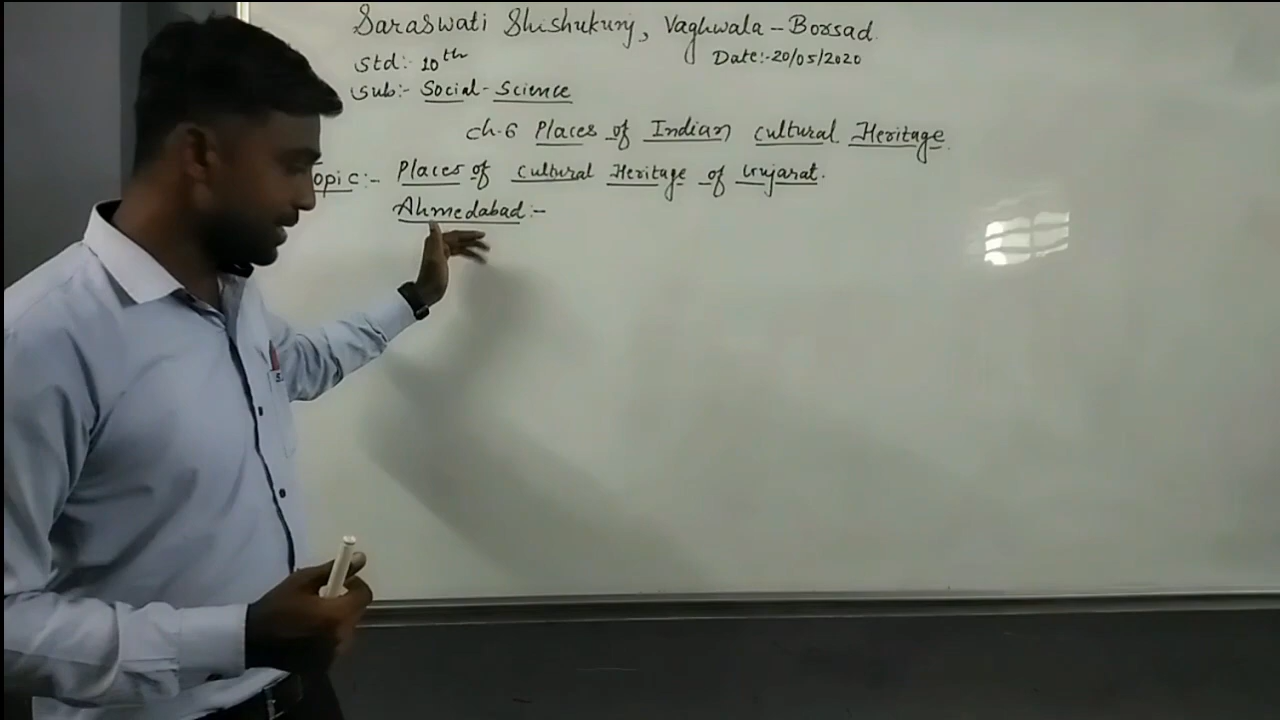 Saraswati Shishukunj, Vaghwala - Borsad.
Std:- 10th
Date:-20/05/2020
Sub:- Social-Science
Ch.6 Places of Indian cultural Heritage.
Topic:- Places of cultural Heritage of Gujarat.
Ahmedabad:-